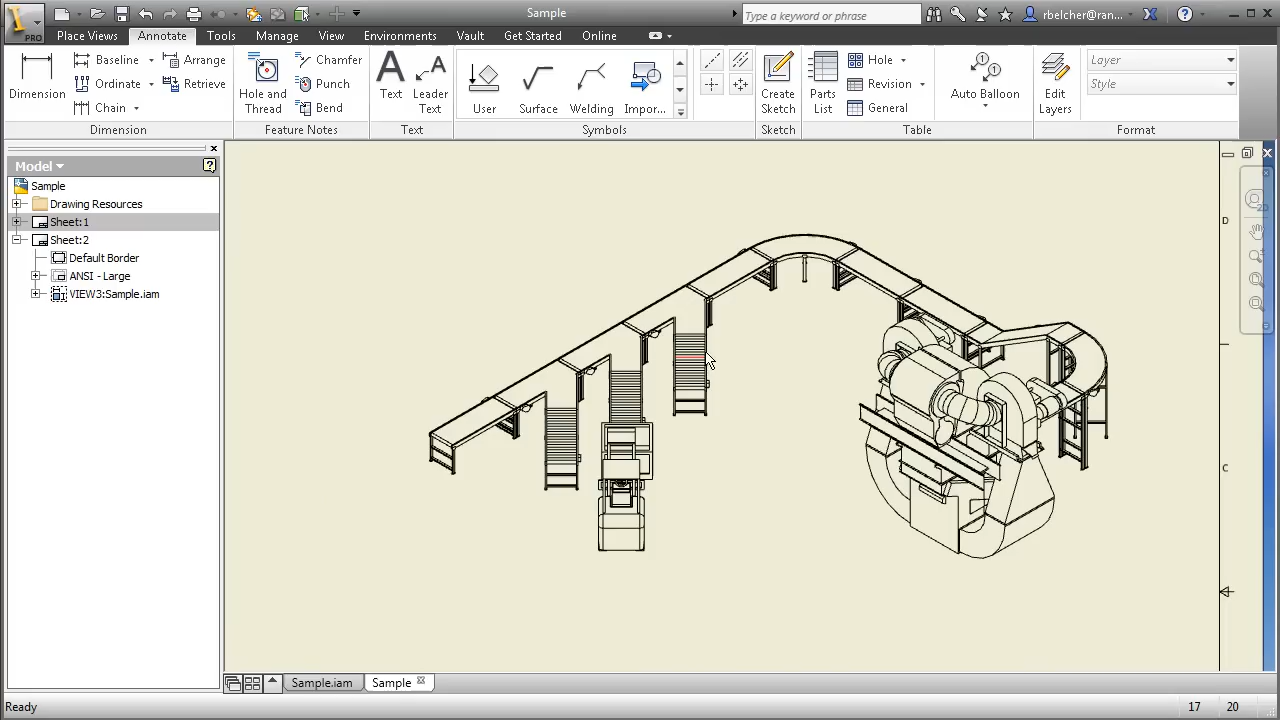 PRO
Sample
Type a keyword or phrase
rbelcher@ran...
Place Views
Annotate
Tools
Manage
View
Environments
Vault
Get Started
Online
Dimension
Baseline
Ordinate
Chain
Arrange
Retrieve
Dimension
Hole and
Thread
Chamfer
Punch
Bend
Feature Notes
Text
Leader
Text
Text
User
Surface
Welding
Impor...
Symbols
Create
Sketch
Sketch
Parts
List
Hole
Revision
General
Auto Balloon
Table
Edit
Layers
Layer
Style
Format
Model
Sample
Drawing Resources
Sheet:1
Sheet:2
Default Border
ANSI - Large
VIEW3:Sample.iam
D
2D
C
Sample.iam
Sample
Ready
17
20